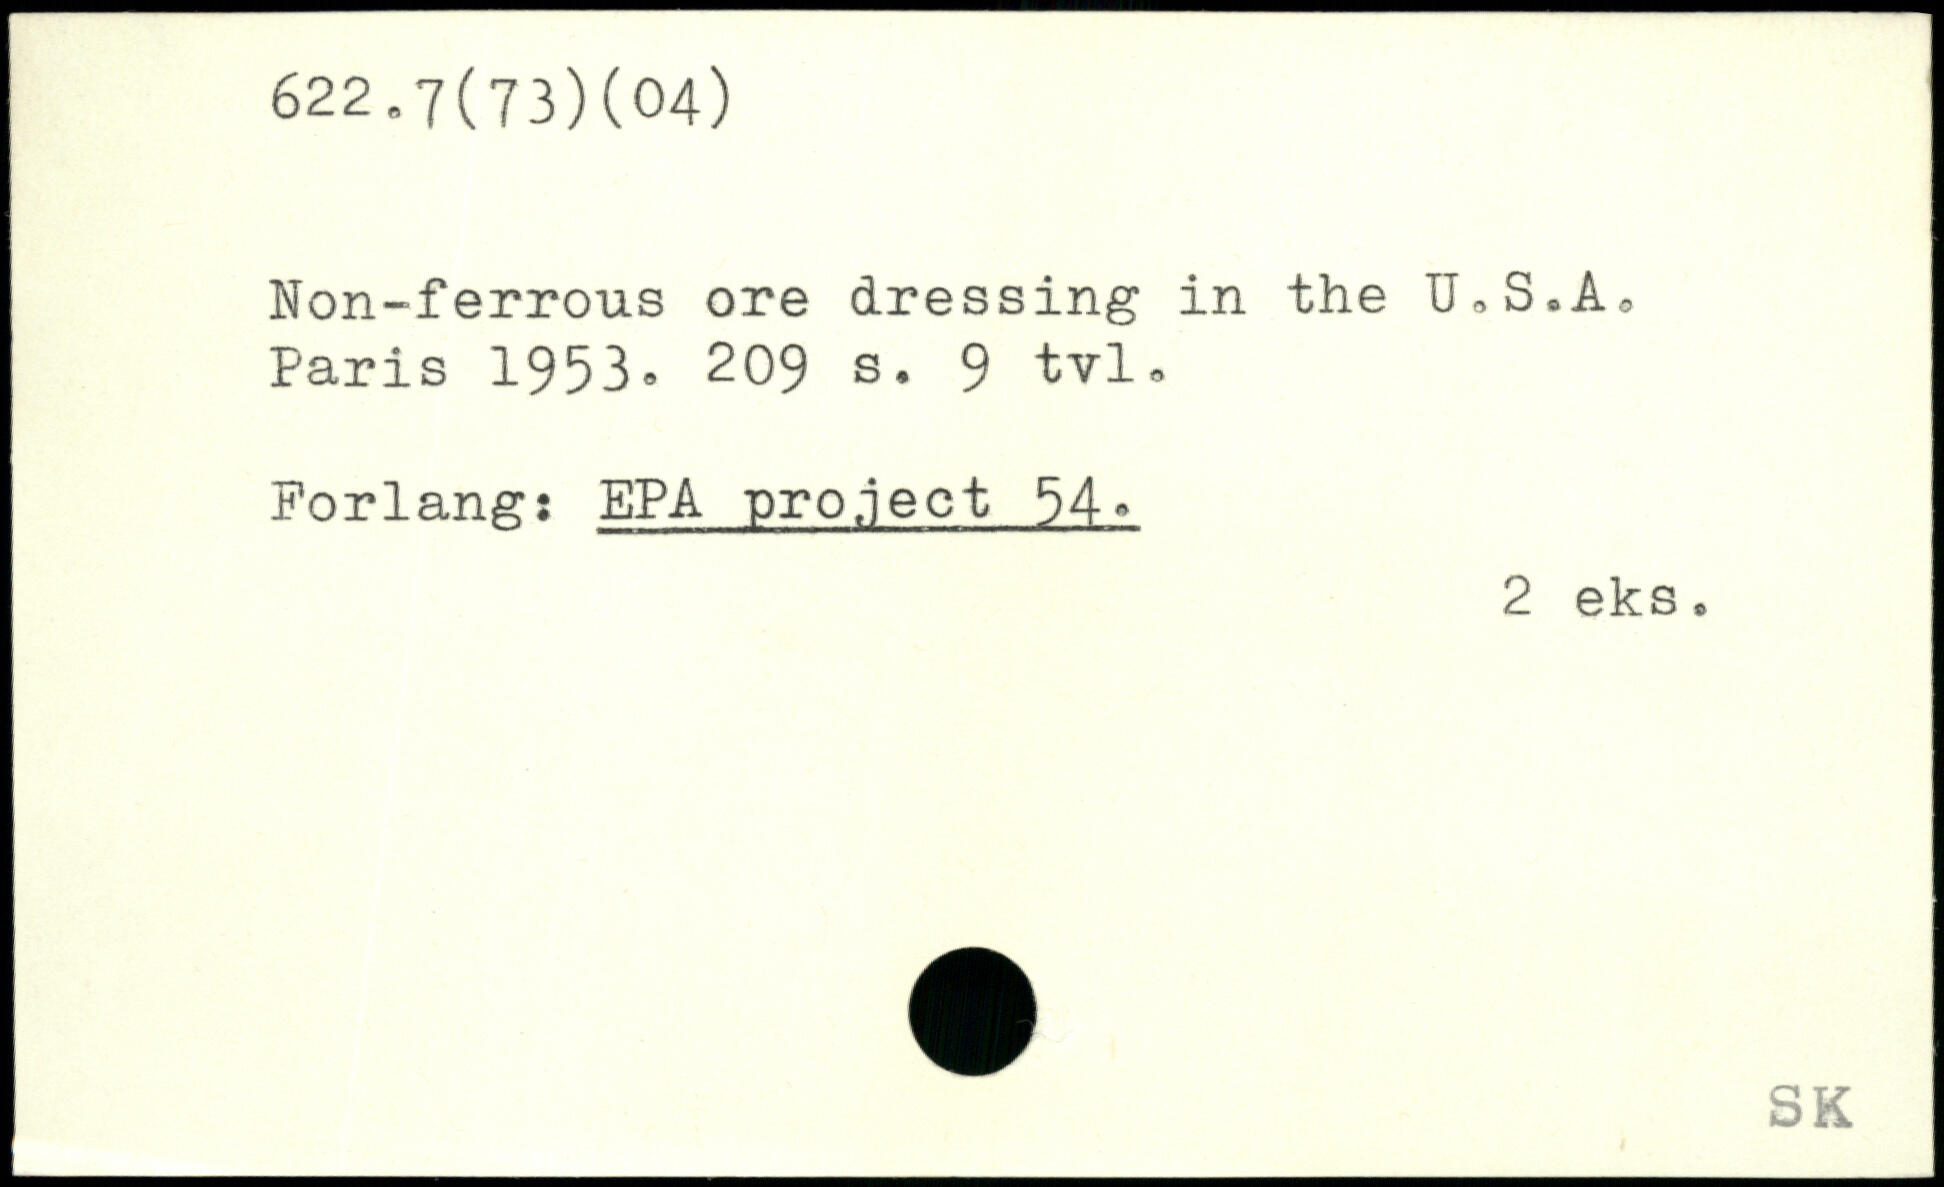 622.7(73)(04)
Non-ferrous ore dressing in the U.S.A.
Paris 1953. 209 s. 9 tvl.
Forlang: EPA project 54.
2 eks.
SK